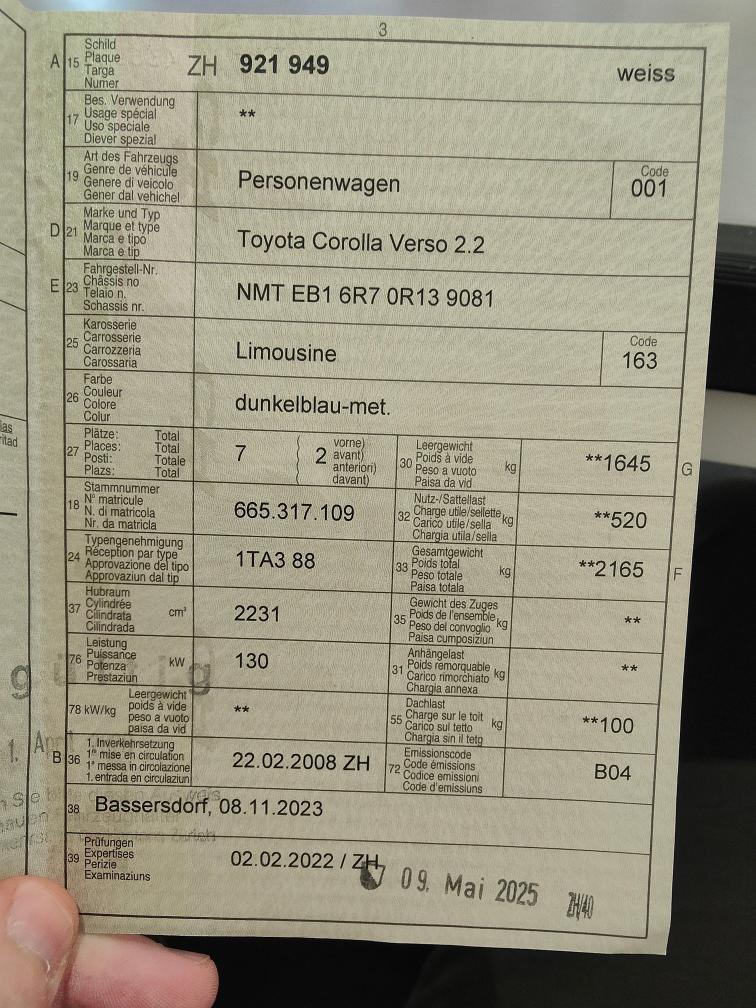 3
A 15 Schild
Plaque
Targa
Numer
ZH 921 949 weiss
17 Bes. Verwendung
Usage spécial
Uso speciale
Diever spezial
**
19 Art des Fahrzeugs
Genre de véhicule
Genere di veicolo
Gener dal vehichel
Personenwagen
Code
001
D 21 Marke und Typ
Marque et type
Marca e tipo
Marca e tip
Toyota Corolla Verso 2.2
E 23 Fahrgestell-Nr.
Châssis no
Telaio n.
Schassis nr.
NMT EB1 6R7 0R13 9081
25 Karosserie
Carrosserie
Carrozzeria
Carossaria
Limousine
Code
163
26 Farbe
Couleur
Colore
Colur
dunkelblau-met.
27 Plätze: Total
Places: Total
Posti: Totale
Plazs: Total
7
2
vorne)
avant)
anteriori)
davant)
30 Leergewicht
Poids à vide
Peso a vuoto
Paisa da vid
kg
**1645
G
18 Stammnummer
N° matricule
N. di matricola
Nr. da matricla
665.317.109
32 Nutz-/Sattellast
Charge utile/sellette
Carico utile/sella
Chargia utila/sella
kg
**520
24 Typengenehmigung
Réception par type
Approvazione del tipo
Approvaziun dal tip
1TA3 88
33 Gesamtgewicht
Poids total
Peso totale
Paisa totala
kg
**2165
F
37 Hubraum
Cylindrée
Cilindrata
Cilindrada
cm³
2231
35 Gewicht des Zuges
Poids de l'ensemble
Peso del convoglio
Paisa cumposiziun
kg
**
76 Leistung
Puissance
Potenza
Prestaziun
kW
130
31 Anhängelast
Poids remorquable
Carico rimorchiato
Chargia annexa
kg
**
78 kW/kg
Leergewicht
poids à vide
peso a vuoto
paisa da vid
**
55 Dachlast
Charge sur le toit
Carico sul tetto
Chargia sin il tetg
kg
**100
B 36 1. Inverkehrsetzung
1re mise en circulation
1a messa in circolazione
1. entrada en circulaziun
22.02.2008 ZH
72 Emissionscode
Code émissions
Codice emissioni
Code d'emissiuns
B04
38 Bassersdorf, 08.11.2023
39 Prüfungen
Expertises
Perizie
Examinaziuns
02.02.2022 / ZH
09. Mai 2025
ZH/40